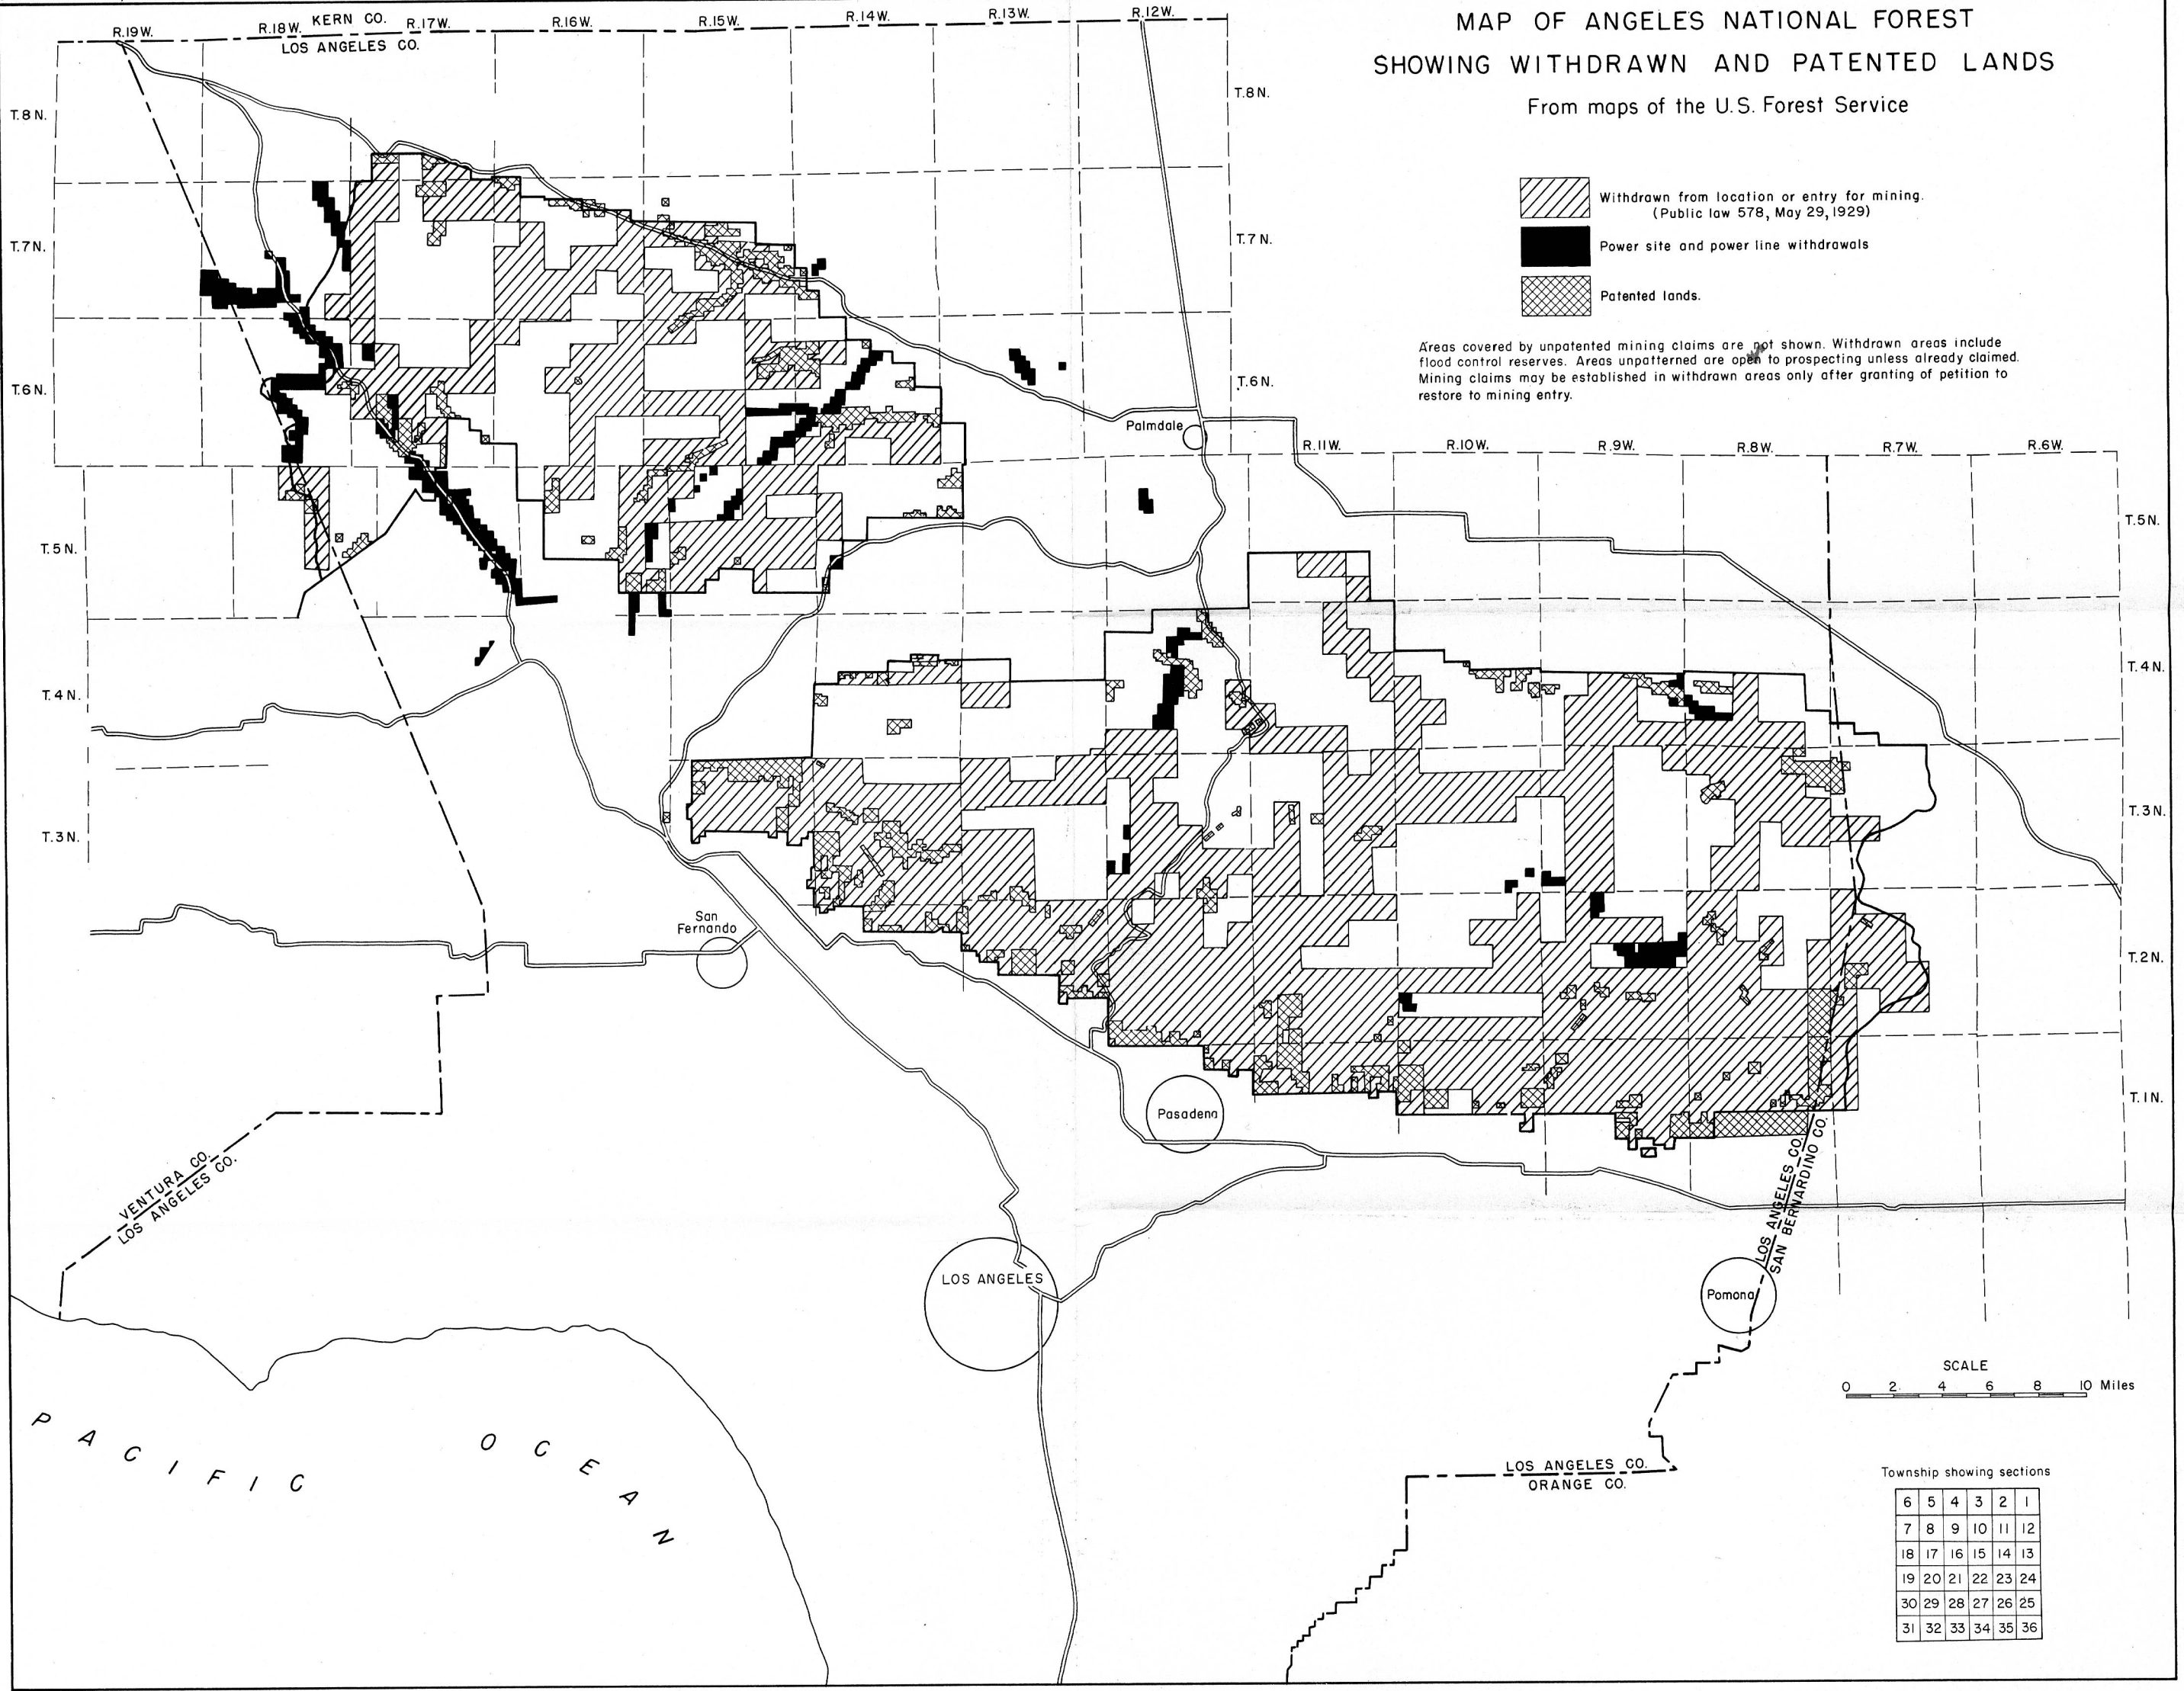 MAP OF ANGELES NATIONAL FOREST
SHOWING WITHDRAWN AND PATENTED LANDS
From maps of the U.S. Forest Service
Withdrawn from location or entry for mining.
(Public law 578, May 29, 1929)
Power site and power line withdrawals
Patented lands.
Areas covered by unpatented mining claims are not shown. Withdrawn areas include
flood control reserves. Areas unpatterned are open to prospecting unless already claimed.
Mining claims may be established in withdrawn areas only after granting of petition to
restore to mining entry.
KERN CO.
LOS ANGELES CO.
R.19W.
R.18W.
R.17W.
R.16W.
R.15W.
R.14W.
R.13W.
R.12W.
T.8N.
T.8N.
T.7N.
T.7N.
T.6N.
T.6N.
Palmdale
R.11W.
R.10W.
R.9W.
R.8W.
R.7W.
R.6W.
T.5N.
T.5N.
T.4N.
T.4N.
T.3N.
T.3N.
San
Fernando
T.2N.
Pasadena
T.1N.
VENTURA CO.
LOS ANGELES CO.
LOS ANGELES CO.
SAN BERNARDINO CO.
LOS ANGELES
Pomona
SCALE
0 2 4 6 8 10 Miles
PACIFIC OCEAN
LOS ANGELES CO.
ORANGE CO.
Township showing sections
6 5 4 3 2 1
7 8 9 10 11 12
18 17 16 15 14 13
19 20 21 22 23 24
30 29 28 27 26 25
31 32 33 34 35 36